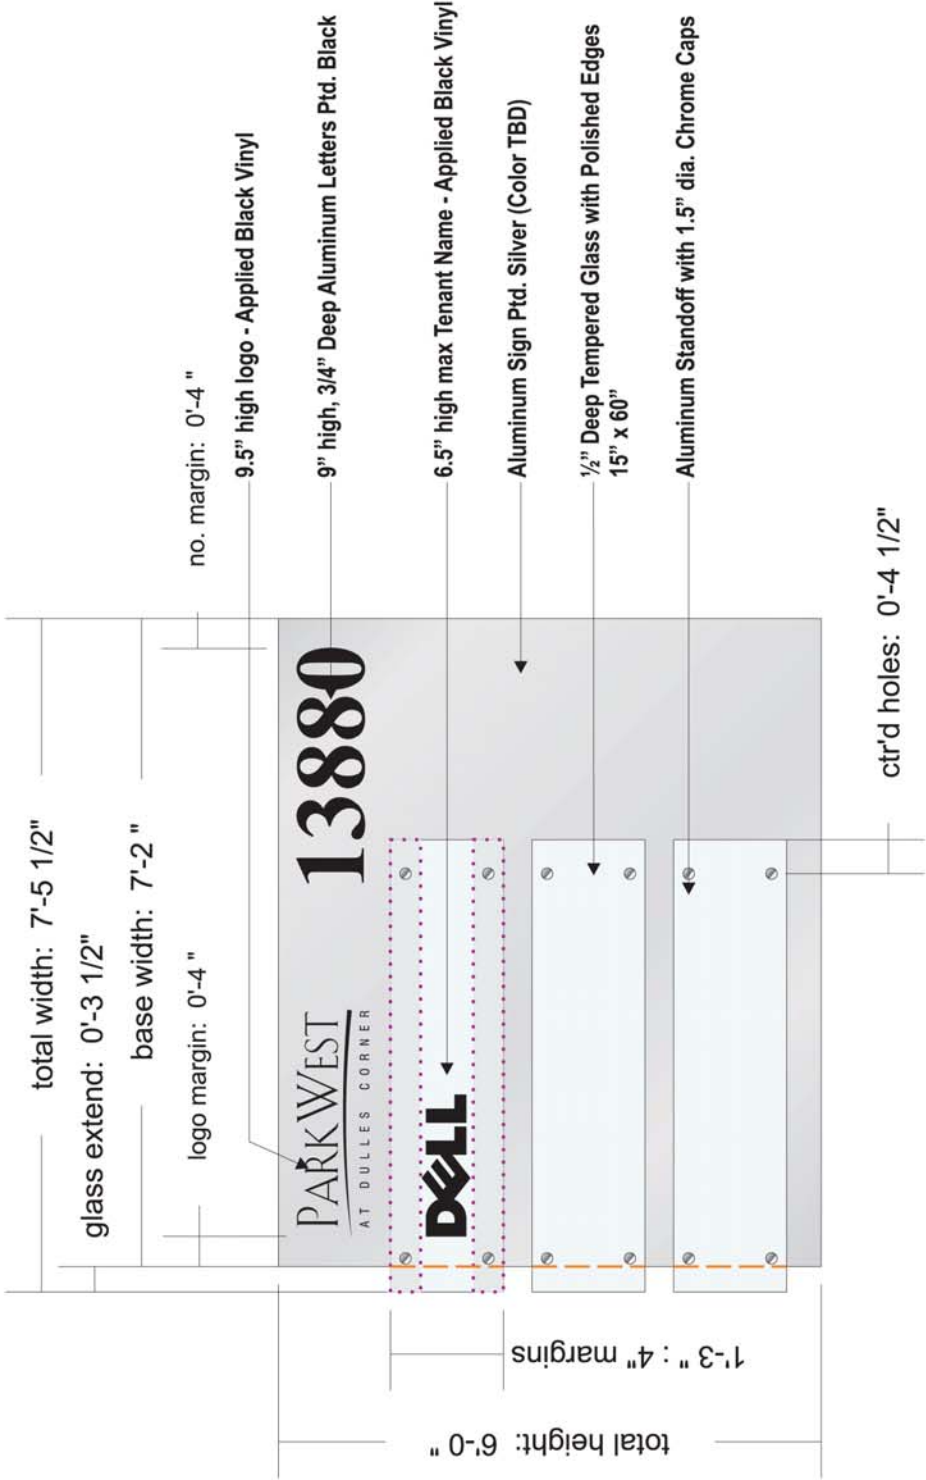 total width: 7'-5 1/2"
glass extend: 0'-3 1/2"
base width: 7'-2 "
logo margin: 0'-4 "
no. margin: 0'-4 "
9.5” high logo - Applied Black Vinyl
9” high, 3/4” Deep Aluminum Letters Ptd. Black
6.5” high max Tenant Name - Applied Black Vinyl
Aluminum Sign Ptd. Silver (Color TBD)
½” Deep Tempered Glass with Polished Edges
15” x 60”
Aluminum Standoff with 1.5” dia. Chrome Caps
PARKWEST
AT DULLES CORNER
13880
DELL
1'-3 " : 4" margins
total height: 6'-0 "
ctr'd holes: 0'-4 1/2"